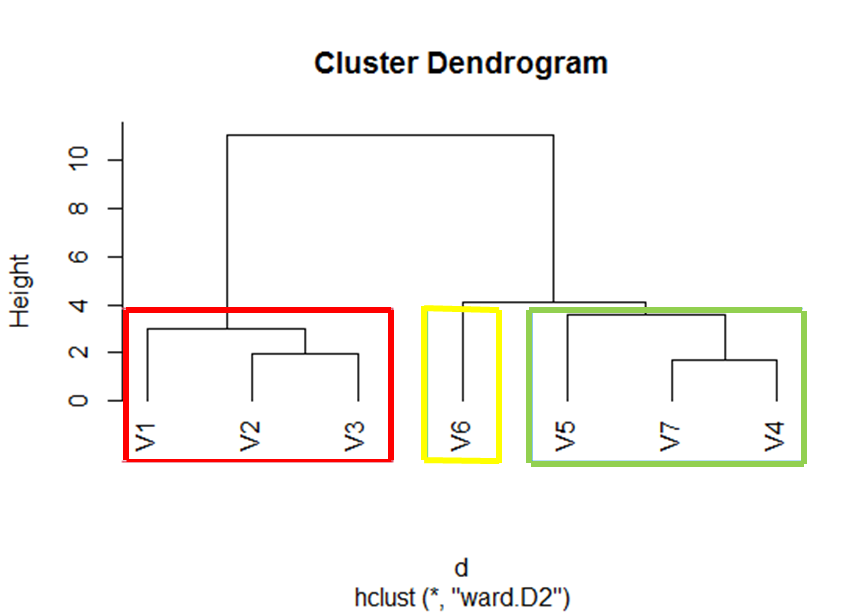 Cluster Dendrogram
Height
10
8
6
4
2
0
V1 V2 V3 V6 V5 V7 V4
d
hclust (*, "ward.D2")